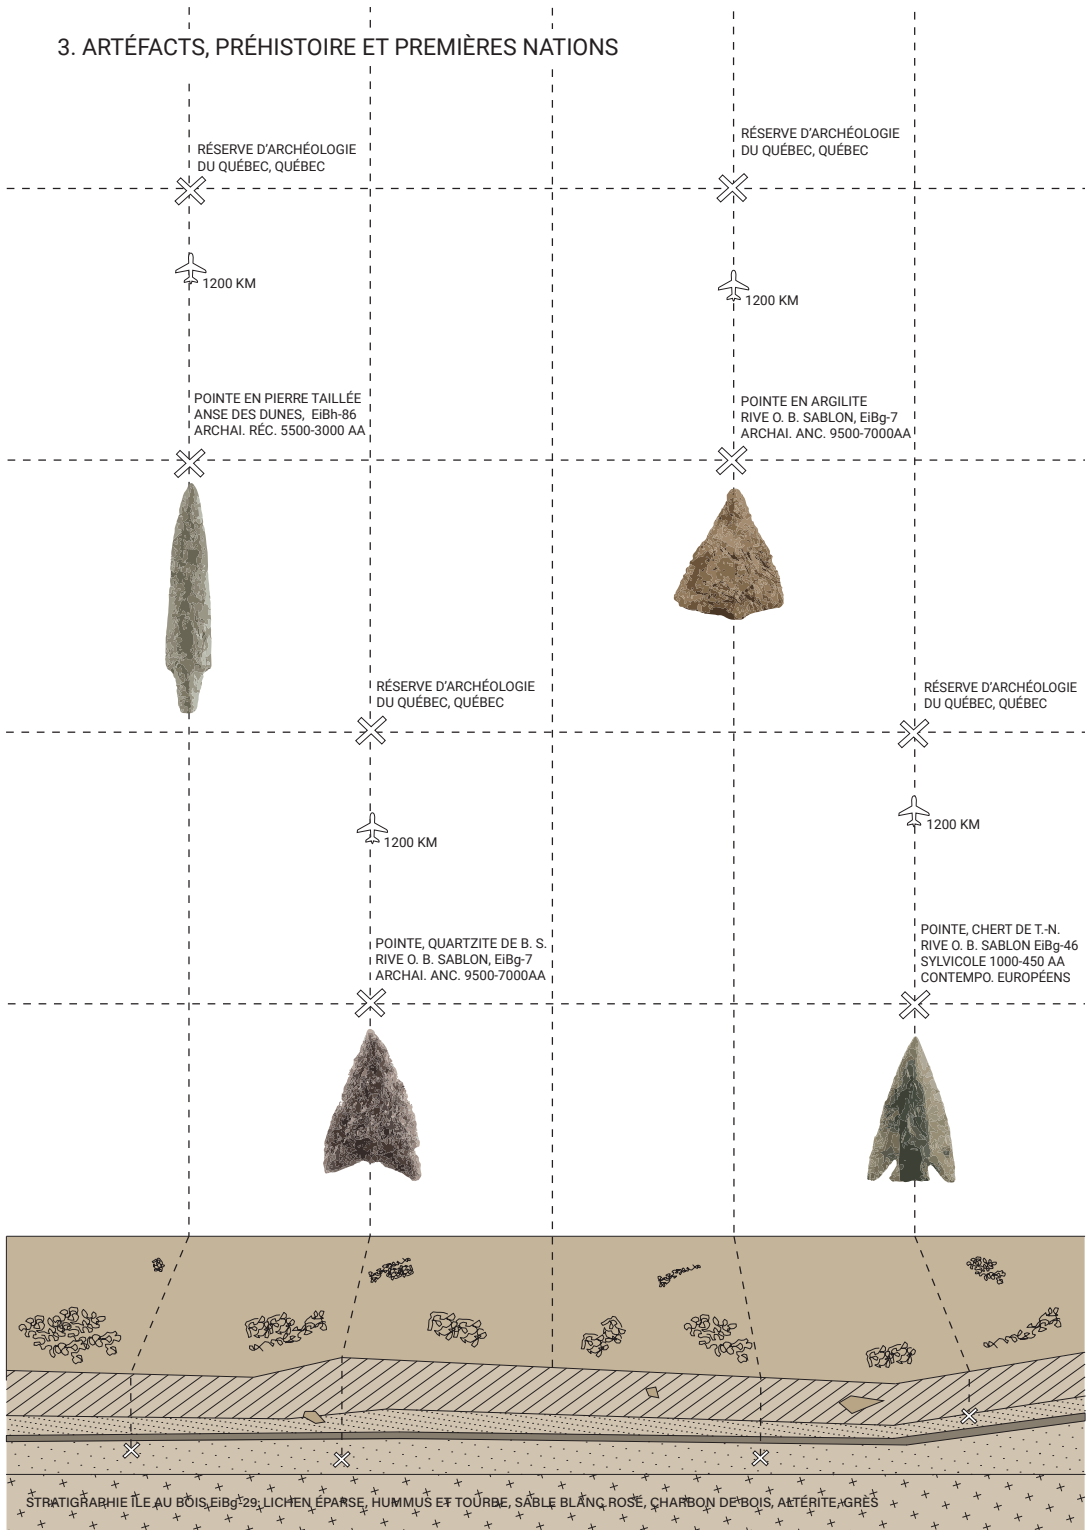 3. ARTÉFACTS, PRÉHISTOIRE ET PREMIÈRES NATIONS
RÉSERVE D'ARCHÉOLOGIE
DU QUÉBEC, QUÉBEC
RÉSERVE D'ARCHÉOLOGIE
DU QUÉBEC, QUÉBEC
1200 KM
1200 KM
POINTE EN PIERRE TAILLÉE
ANSE DES DUNES, EiBh-86
ARCHAI. RÉC. 5500-3000 AA
POINTE EN ARGILITE
RIVE O. B. SABLON, EiBg-7
ARCHAI. ANC. 9500-7000AA
RÉSERVE D'ARCHÉOLOGIE
DU QUÉBEC, QUÉBEC
RÉSERVE D'ARCHÉOLOGIE
DU QUÉBEC, QUÉBEC
1200 KM
1200 KM
POINTE, QUARTZITE DE B. S.
RIVE O. B. SABLON, EiBg-7
ARCHAI. ANC. 9500-7000AA
POINTE, CHERT DE T.-N.
RIVE O. B. SABLON EiBg-46
SYLVICOLE 1000-450 AA
CONTEMPO. EUROPÉENS
STRATIGRAPHIE ÎLE AU BOIS,EiBg-29: LICHEN ÉPARSE, HUMMUS ET TOURBE, SABLE BLANC ROSÉ, CHARBON DE BOIS, ALTÉRITE, GRÈS